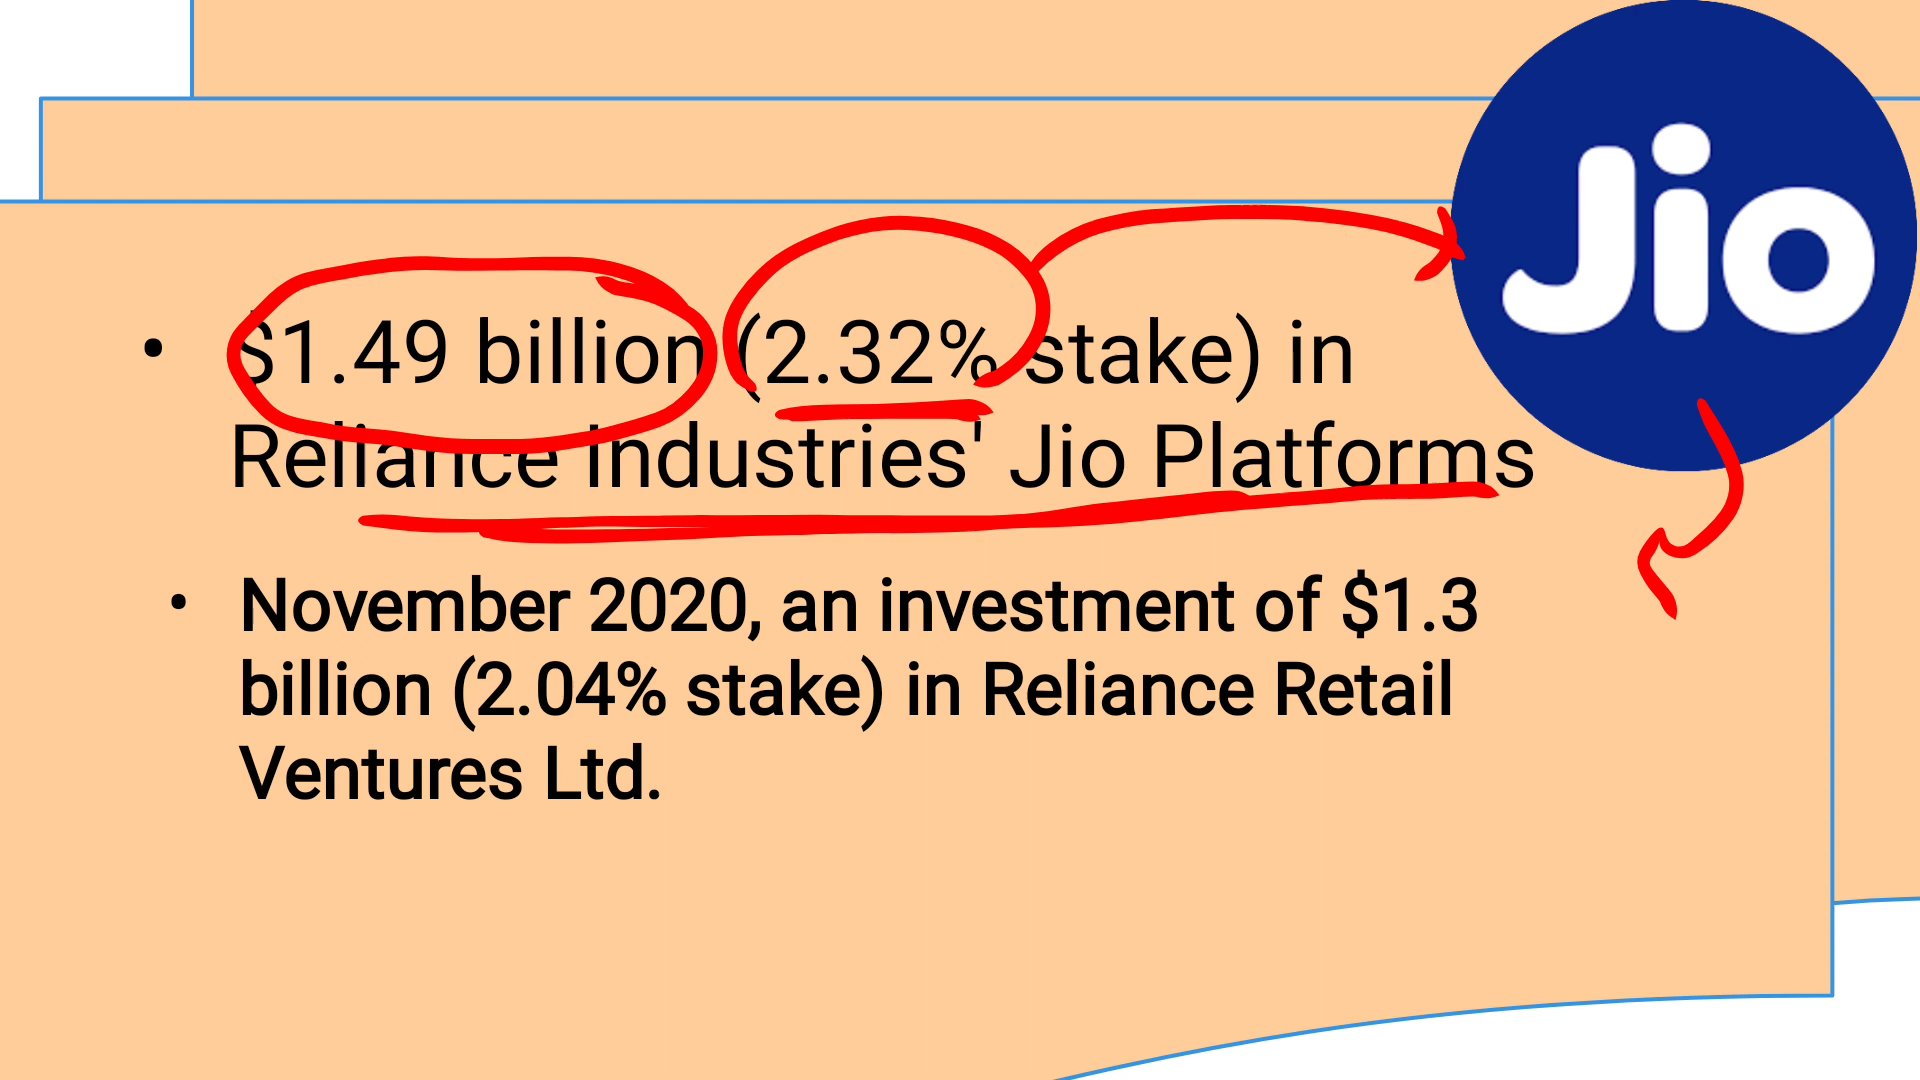 Jio
• $1.49 billion (2.32% stake) in
Reliance Industries' Jio Platforms
• November 2020, an investment of $1.3
billion (2.04% stake) in Reliance Retail
Ventures Ltd.